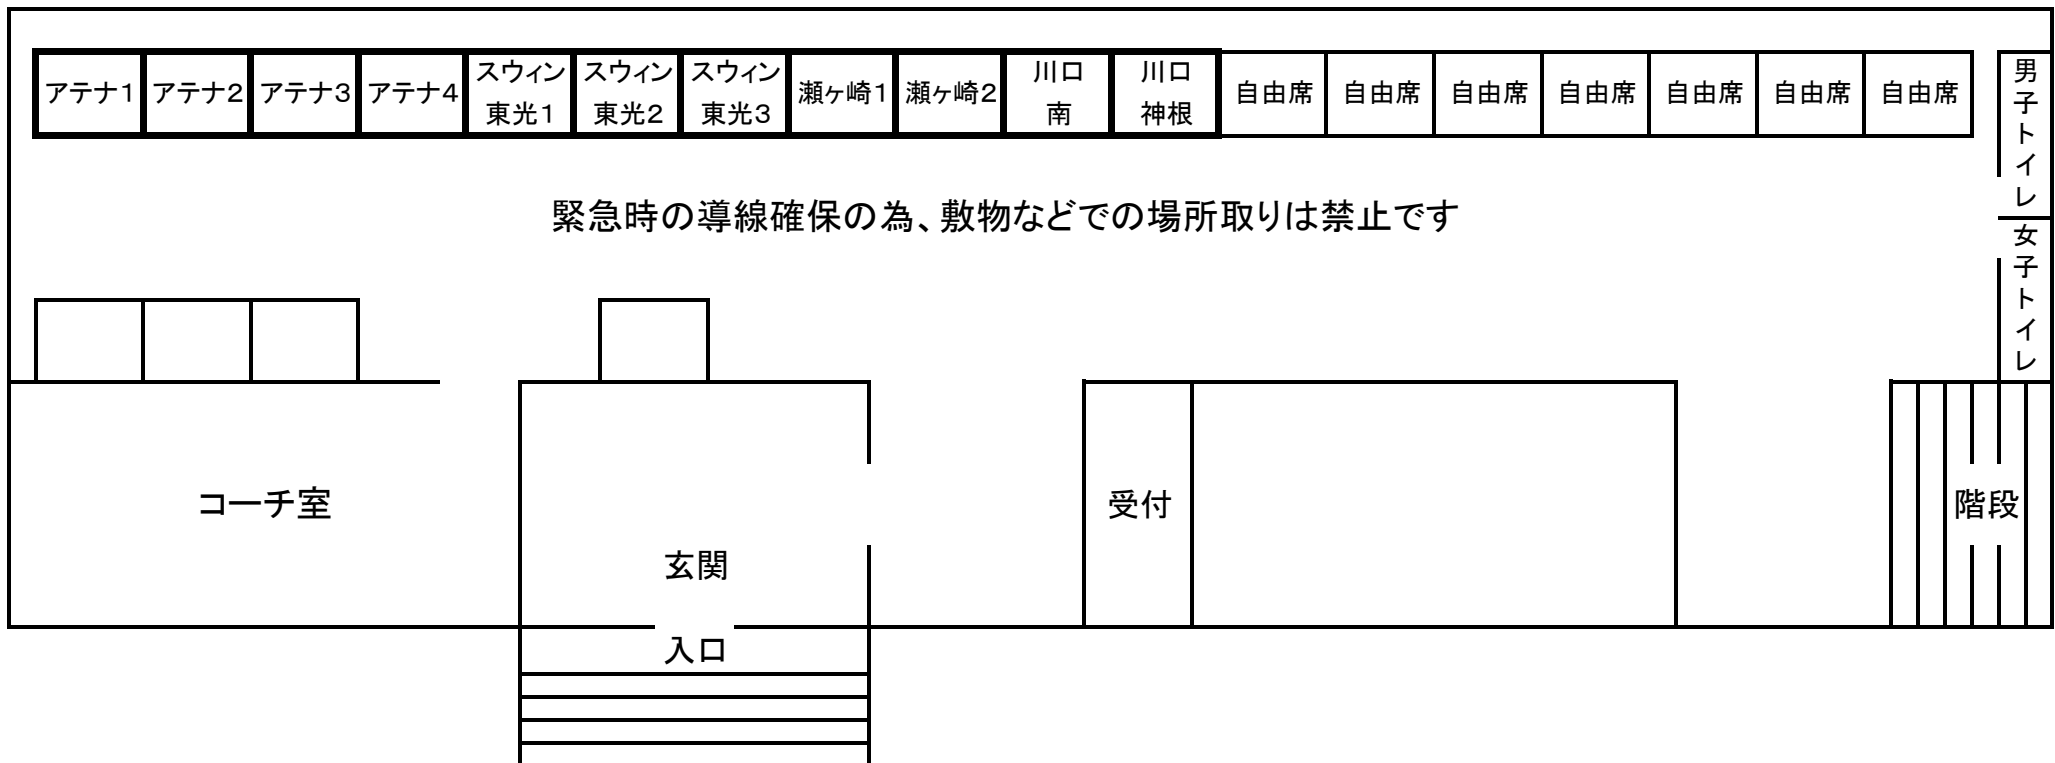 アテナ1
アテナ2
アテナ3
アテナ4
スウィン
東光1
スウィン
東光2
スウィン
東光3
瀬ヶ崎1
瀬ヶ崎2
川口
南
川口
神根
自由席
自由席
自由席
自由席
自由席
自由席
自由席
男子トイレ
緊急時の導線確保の為、敷物などでの場所取りは禁止です
女子トイレ
コーチ室
玄関
受付
階段
入口